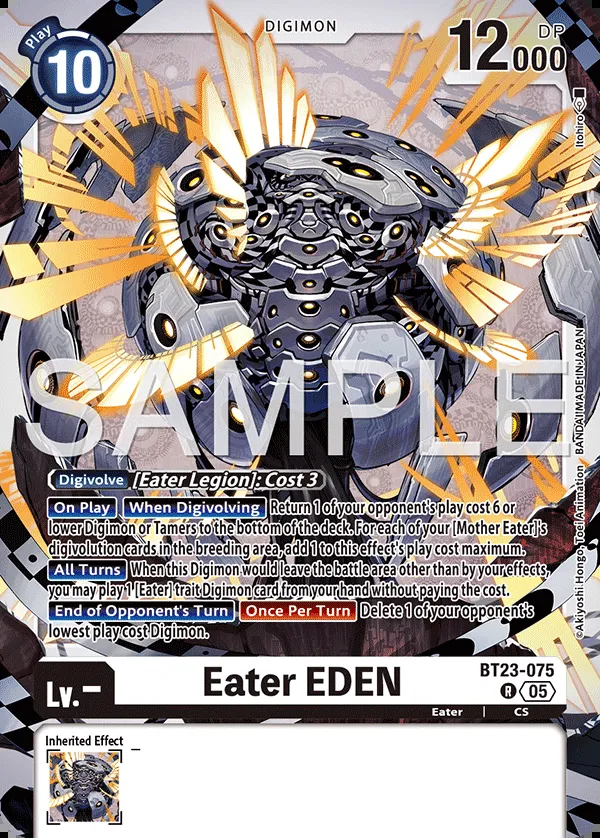 Play
10
DIGIMON
DP
12000
Itohiro
SAMPLE
©Akiyoshi Hongo, Toei Animation · BANDAI MADE IN JAPAN
Digivolve [Eater Legion]: Cost 3
On Play When Digivolving Return 1 of your opponent's play cost 6 or
lower Digimon or Tamers to the bottom of the deck. For each of your [Mother Eater]'s
digivolution cards in the breeding area, add 1 to this effect's play cost maximum.
All Turns When this Digimon would leave the battle area other than by your effects,
you may play 1 [Eater] trait Digimon card from your hand without paying the cost.
End of Opponent's Turn Once Per Turn Delete 1 of your opponent's
lowest play cost Digimon.
Lv.–
Eater EDEN
BT23-075
R 05
Eater | CS
Inherited Effect –